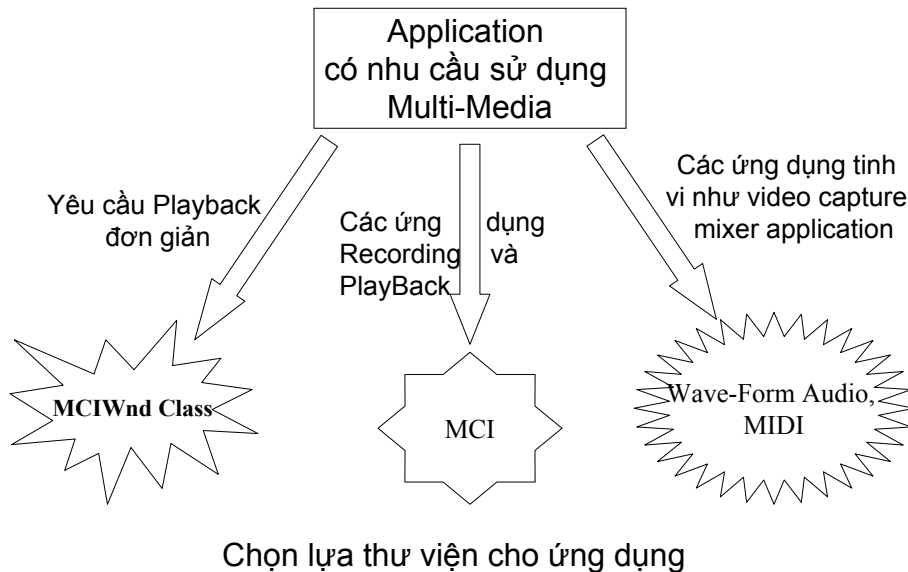 Application
có nhu cầu sử dụng
Multi-Media
Yêu cầu Playback
đơn giản
Các ứng dụng
Recording và
PlayBack
Các ứng dụng tinh
vi như video capture
mixer application
MCIWnd Class
MCI
Wave-Form Audio,
MIDI
Chọn lựa thư viện cho ứng dụng